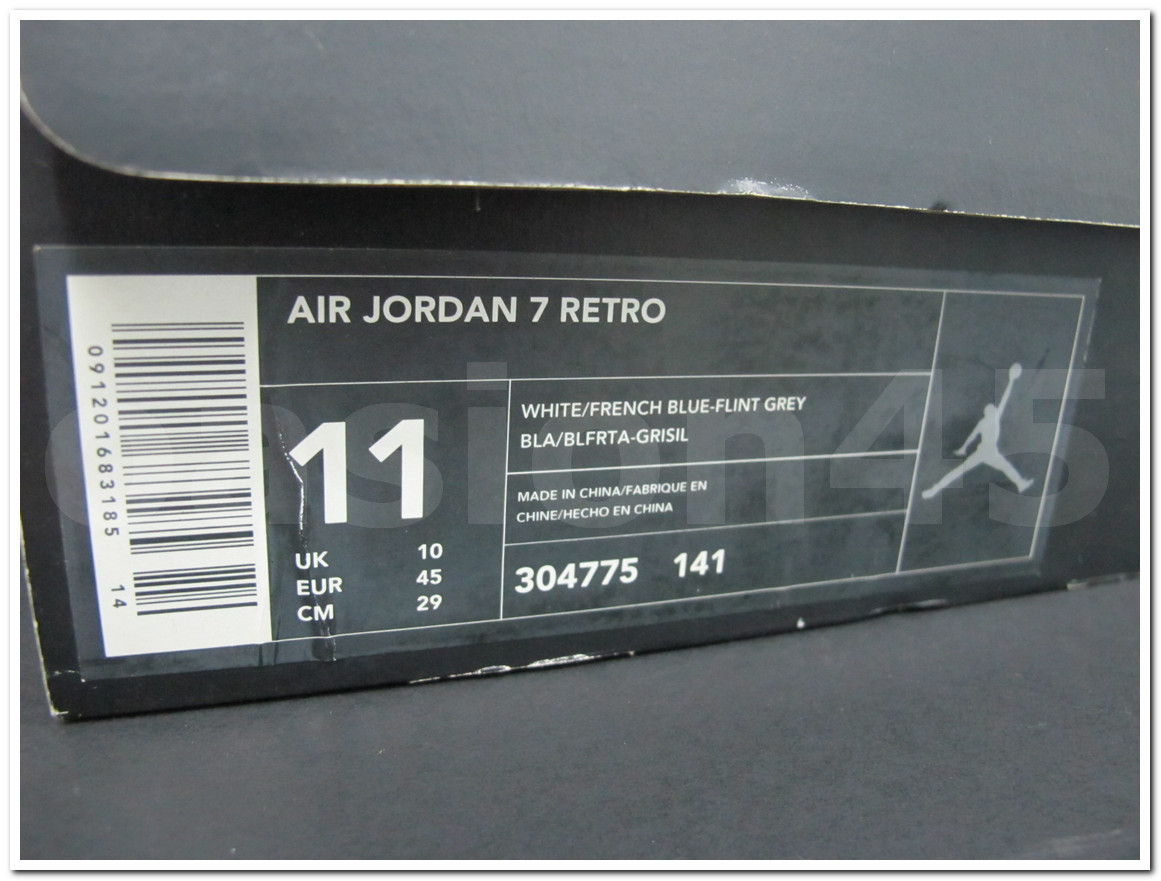 AIR JORDAN 7 RETRO
091201683185
14
11
UK 10
EUR 45
CM 29
WHITE/FRENCH BLUE-FLINT GREY
BLA/BLFRTA-GRISIL
MADE IN CHINA/FABRIQUE EN
CHINE/HECHO EN CHINA
304775 141